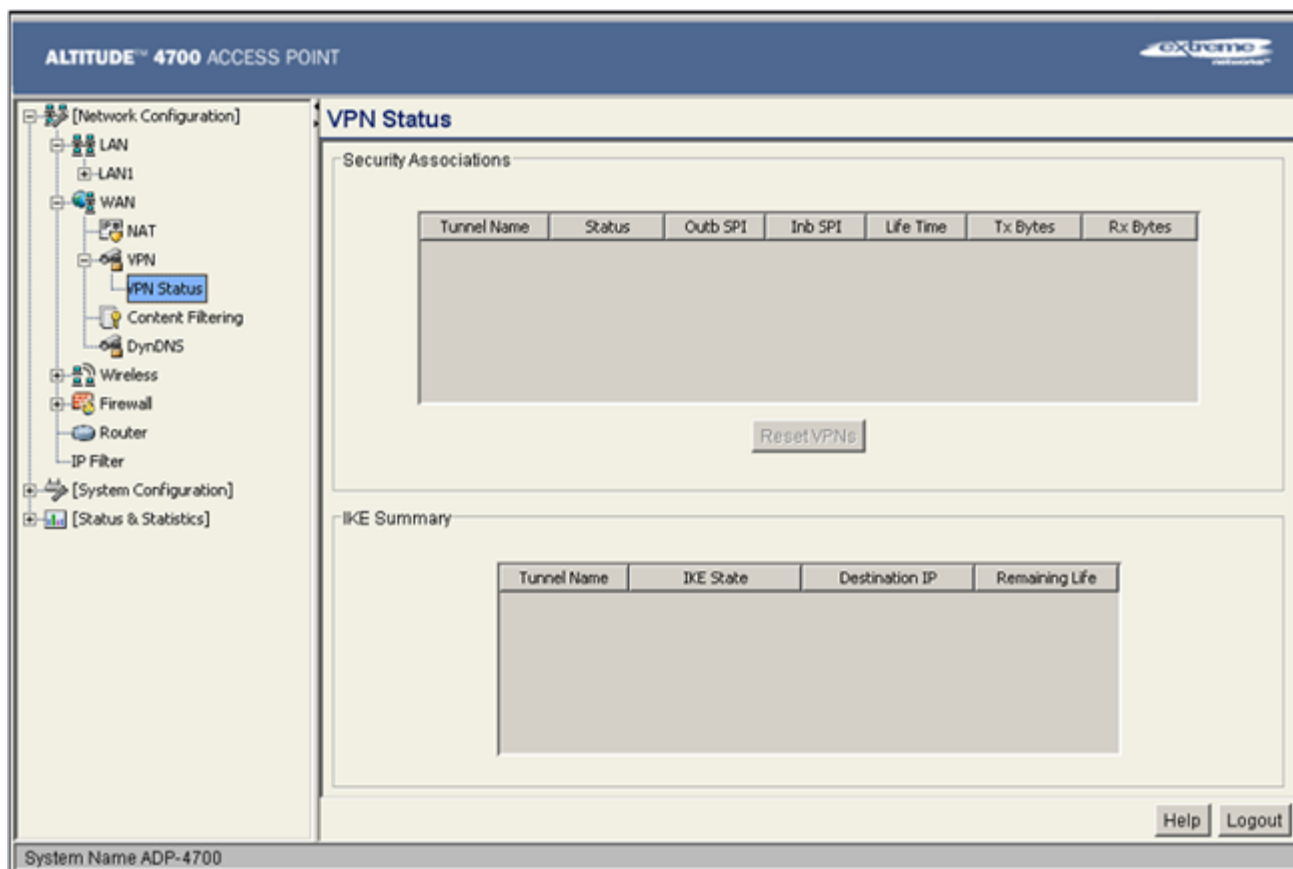 ALTITUDE™ 4700 ACCESS POINT
extreme
networks™
[Network Configuration]
LAN
LAN1
WAN
NAT
VPN
VPN Status
Content Filtering
DynDNS
Wireless
Firewall
Router
IP Filter
[System Configuration]
[Status & Statistics]
VPN Status
Security Associations
Tunnel Name Status Outb SPI Inb SPI Life Time Tx Bytes Rx Bytes
Reset VPNs
IKE Summary
Tunnel Name IKE State Destination IP Remaining Life
Help Logout
System Name ADP-4700